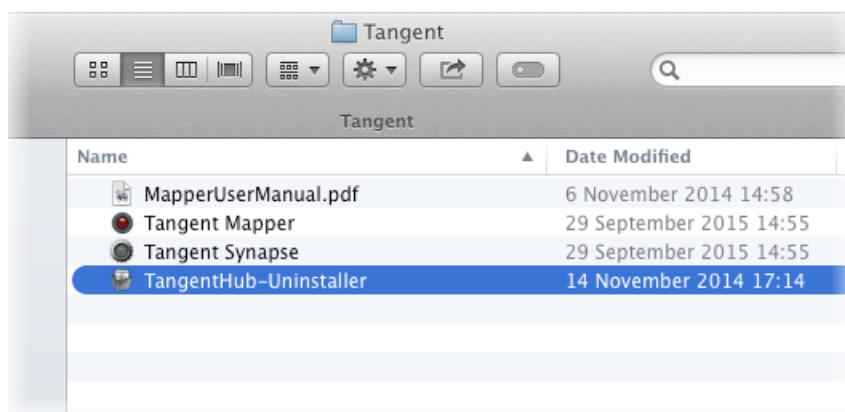 Tangent
Tangent
Name Date Modified
MapperUserManual.pdf 6 November 2014 14:58
Tangent Mapper 29 September 2015 14:55
Tangent Synapse 29 September 2015 14:55
TangentHub-Uninstaller 14 November 2014 17:14